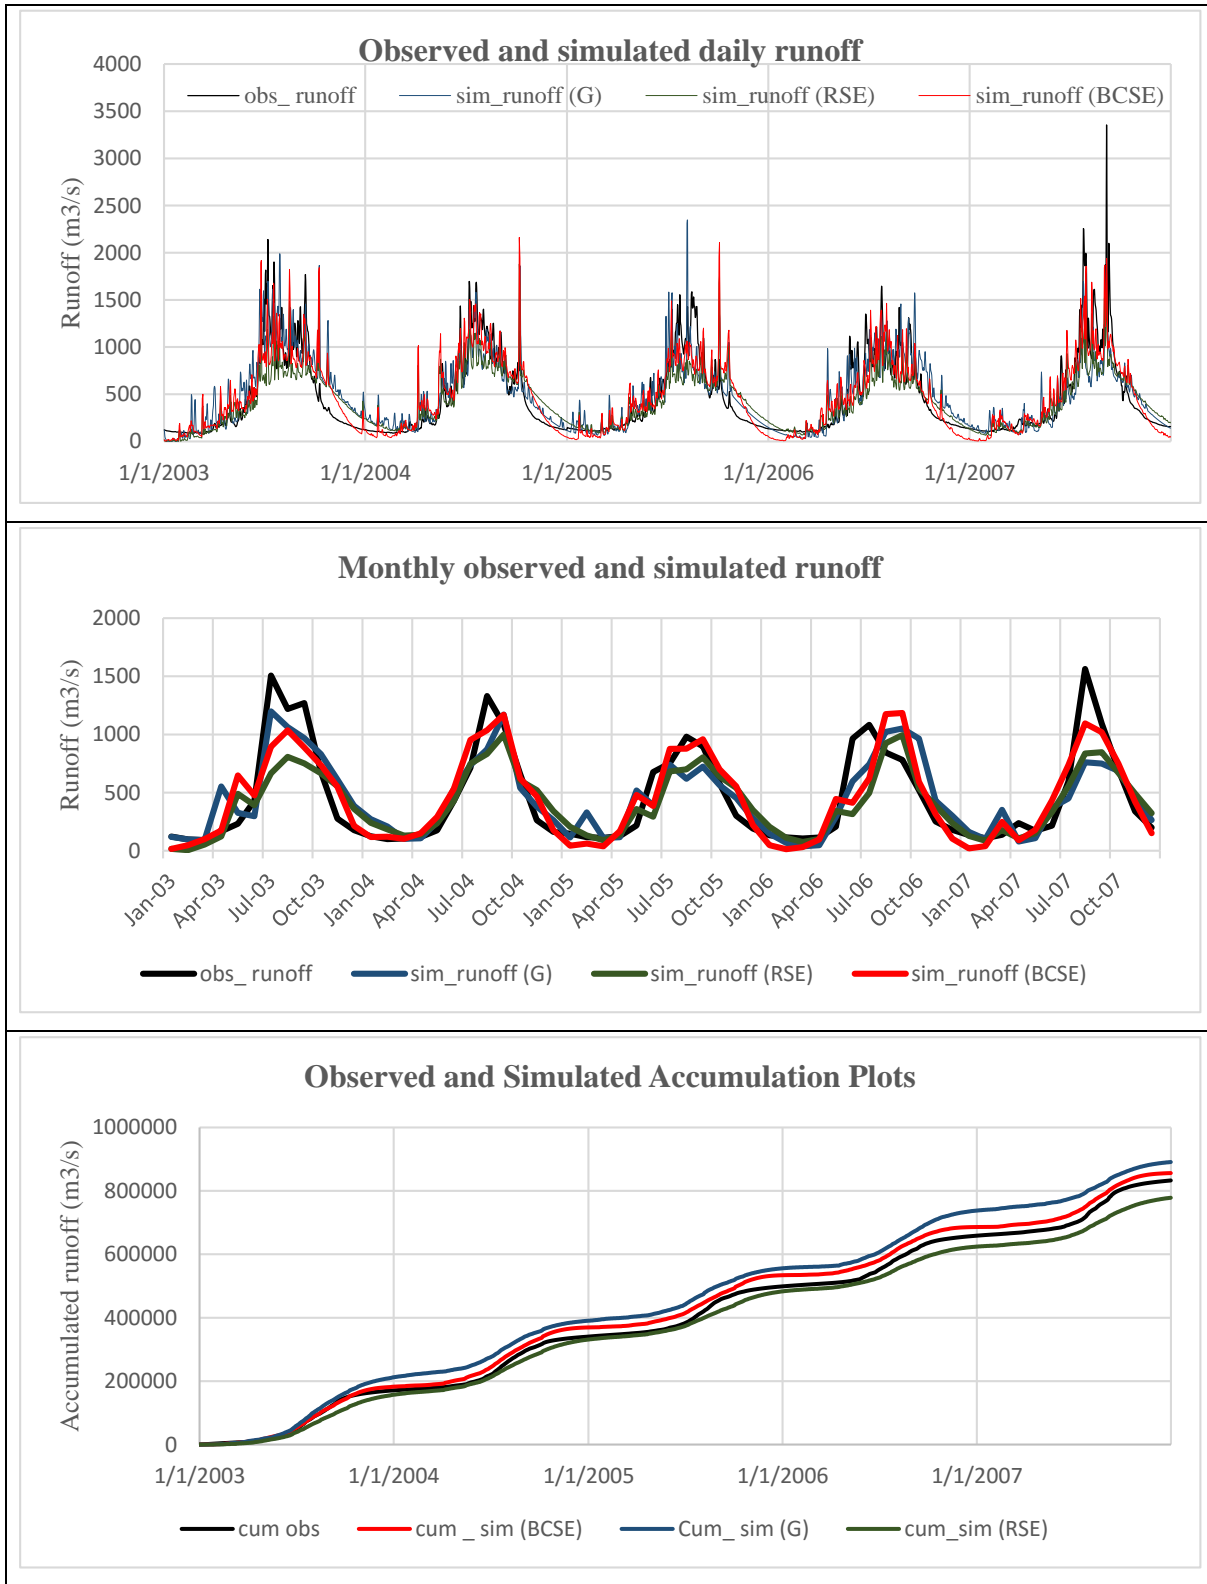 Observed and simulated daily runoff
4000
obs_ runoff sim_runoff (G) sim_runoff (RSE) sim_runoff (BCSE)
3500
3000
2500
2000
1500
1000
500
0
Runoff (m3/s)
1/1/2003 1/1/2004 1/1/2005 1/1/2006 1/1/2007
Monthly observed and simulated runoff
2000
1500
1000
500
0
Runoff (m3/s)
Jan-03 Apr-03 Jul-03 Oct-03 Jan-04 Apr-04 Jul-04 Oct-04 Jan-05 Apr-05 Jul-05 Oct-05 Jan-06 Apr-06 Jul-06 Oct-06 Jan-07 Apr-07 Jul-07 Oct-07
obs_ runoff sim_runoff (G) sim_runoff (RSE) sim_runoff (BCSE)
Observed and Simulated Accumulation Plots
1000000
800000
600000
400000
200000
0
Accumulated runoff (m3/s)
1/1/2003 1/1/2004 1/1/2005 1/1/2006 1/1/2007
cum obs cum _ sim (BCSE) Cum_ sim (G) cum_sim (RSE)